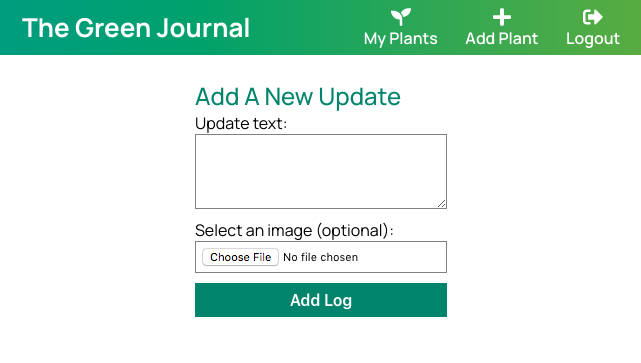 The Green Journal
My Plants
Add Plant
Logout
Add A New Update
Update text:
Select an image (optional):
Choose File No file chosen
Add Log